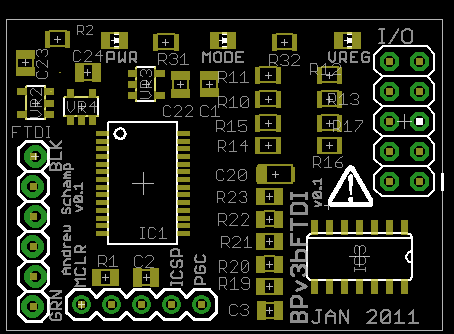 R2
I/O
C23
C24
PWR
R31
MODE
R32
VREG
R11
VR3
VR2
VR4
C22
C1
R10
R13
FTDI
R15
R17
R14
BLK
R16
C20
v0.1
Andrew Schamp
v0.1
R23
R22
IC1
R21
BPv3bFTDI
MCLR
R1
C2
ICSP
PGC
R20
R19
GRN
C3
JAN 2011